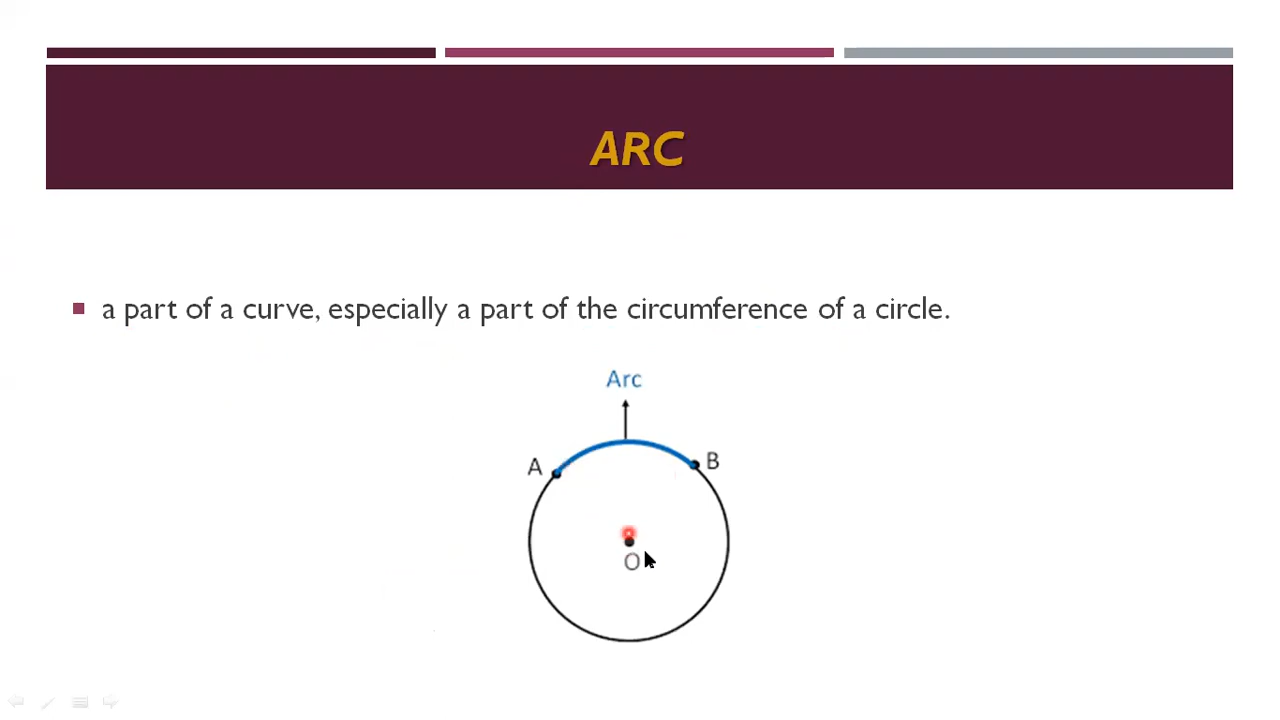 ARC
a part of a curve, especially a part of the circumference of a circle.
Arc
A
B
O